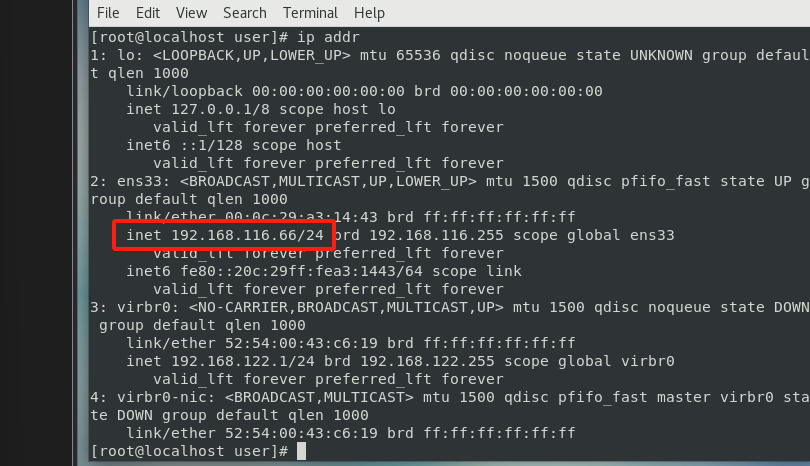 File Edit View Search Terminal Help
[root@localhost user]# ip addr
1: lo: <LOOPBACK,UP,LOWER_UP> mtu 65536 qdisc noqueue state UNKNOWN group defaul
t qlen 1000
    link/loopback 00:00:00:00:00:00 brd 00:00:00:00:00:00
    inet 127.0.0.1/8 scope host lo
       valid_lft forever preferred_lft forever
    inet6 ::1/128 scope host
       valid_lft forever preferred_lft forever
2: ens33: <BROADCAST,MULTICAST,UP,LOWER_UP> mtu 1500 qdisc pfifo_fast state UP g
roup default qlen 1000
    link/ether 00:0c:29:a3:14:43 brd ff:ff:ff:ff:ff:ff
    inet 192.168.116.66/24 brd 192.168.116.255 scope global ens33
       valid_lft forever preferred_lft forever
    inet6 fe80::20c:29ff:fea3:1443/64 scope link
       valid_lft forever preferred_lft forever
3: virbr0: <NO-CARRIER,BROADCAST,MULTICAST,UP> mtu 1500 qdisc noqueue state DOWN
 group default qlen 1000
    link/ether 52:54:00:43:c6:19 brd ff:ff:ff:ff:ff:ff
    inet 192.168.122.1/24 brd 192.168.122.255 scope global virbr0
       valid_lft forever preferred_lft forever
4: virbr0-nic: <BROADCAST,MULTICAST> mtu 1500 qdisc pfifo_fast master virbr0 sta
te DOWN group default qlen 1000
    link/ether 52:54:00:43:c6:19 brd ff:ff:ff:ff:ff:ff
[root@localhost user]#